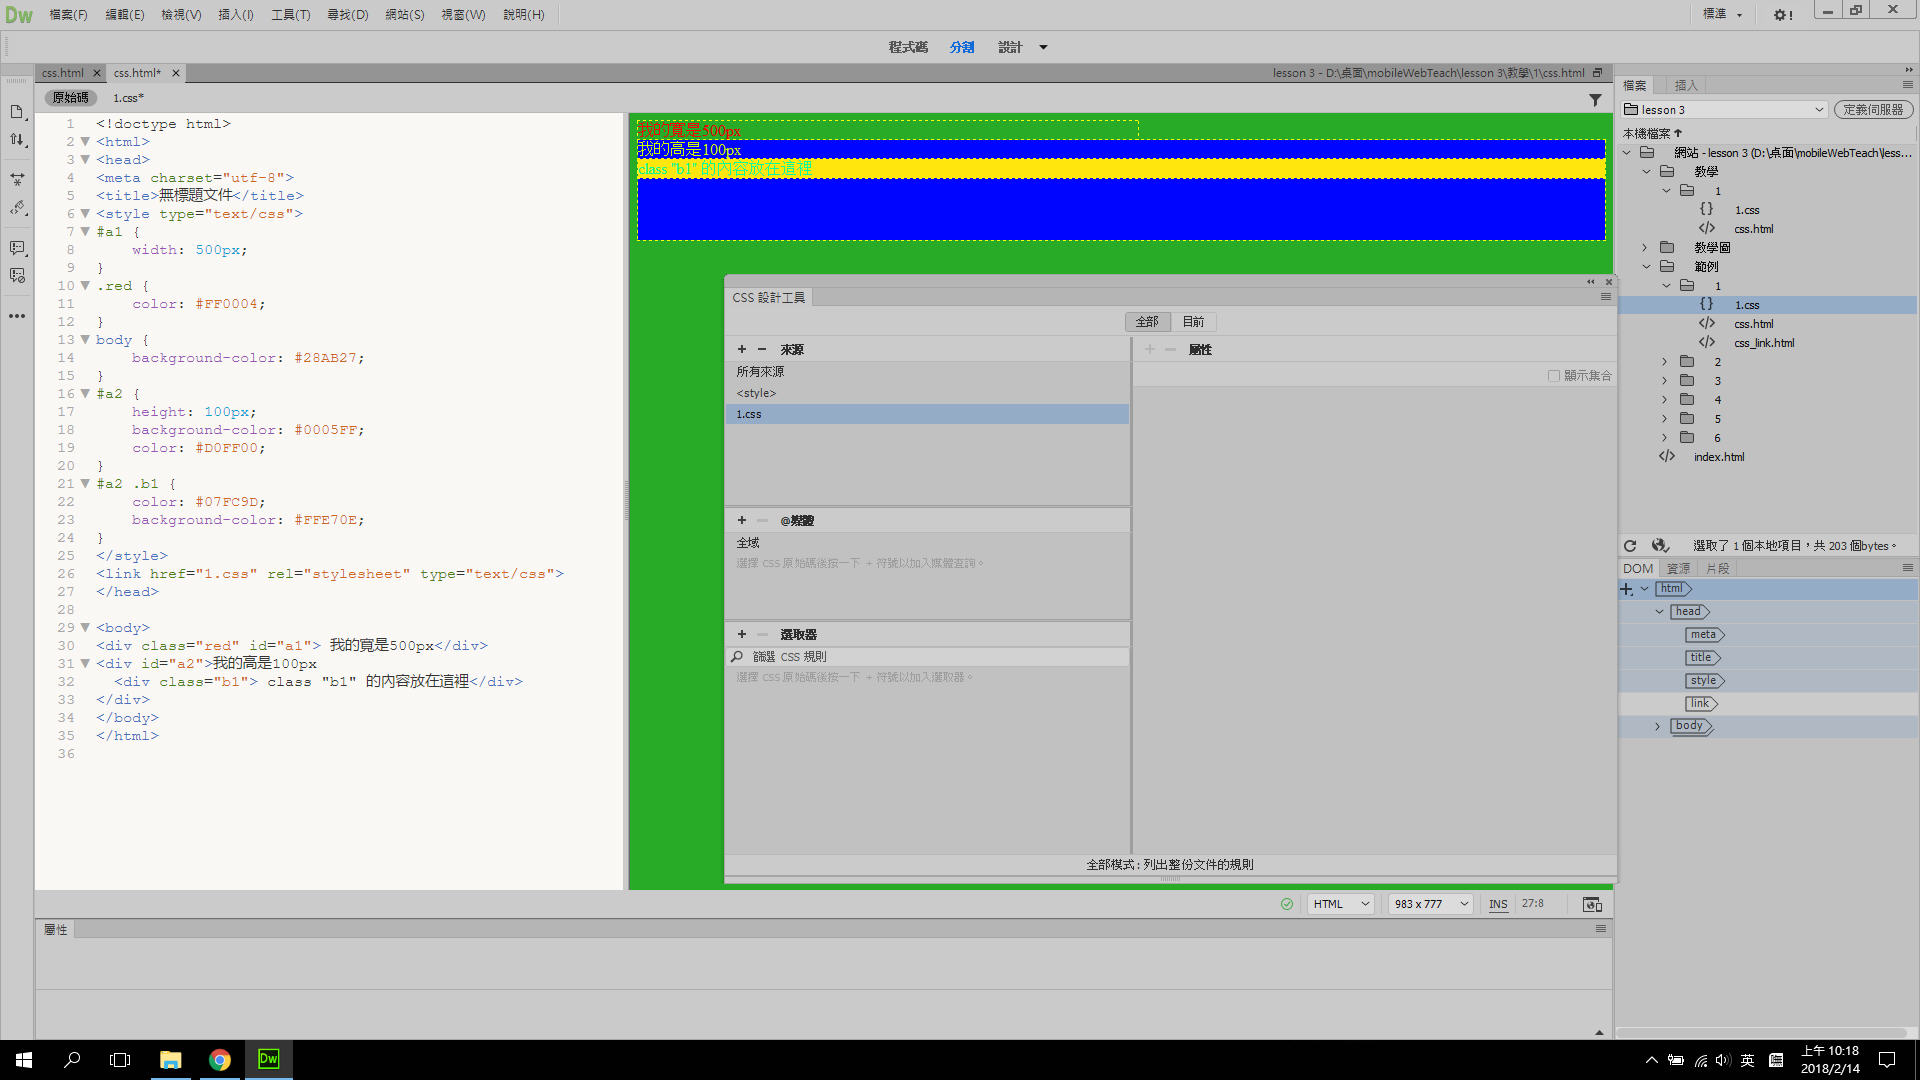 Dw 檔案(F) 編輯(E) 檢視(V) 插入(I) 工具(T) 尋找(D) 網站(S) 視窗(W) 說明(H) 標準 !
程式碼 分割 設計
css.html × css.html* × lesson 3 - D:\桌面\mobileWebTeach\lesson 3\教學\1\css.html
原始碼 1.css*
1 <!doctype html>
2 <html>
3 <head>
4 <meta charset="utf-8">
5 <title>無標題文件</title>
6 <style type="text/css">
7 #a1 {
8 width: 500px;
9 }
10 .red {
11 color: #FF0004;
12 }
13 body {
14 background-color: #28AB27;
15 }
16 #a2 {
17 height: 100px;
18 background-color: #0005FF;
19 color: #D0FF00;
20 }
21 #a2 .b1 {
22 color: #07FC9D;
23 background-color: #FFE70E;
24 }
25 </style>
26 <link href="1.css" rel="stylesheet" type="text/css">
27 </head>
28
29 <body>
30 <div class="red" id="a1"> 我的寬是500px</div>
31 <div id="a2">我的高是100px
32 <div class="b1"> class "b1" 的內容放在這裡</div>
33 </div>
34 </body>
35 </html>
36
我的寬是500px
我的高是100px
class "b1" 的內容放在這裡
CSS 設計工具
全部 目前
+ − 來源
所有來源
<style>
1.css
+ − @媒體
全域
選擇 CSS 原始碼後按一下 + 符號以加入媒體查詢。
+ − 選取器
篩選 CSS 規則
選擇 CSS 原始碼後按一下 + 符號以加入選取器。
+ − 屬性
顯示集合
全部模式 : 列出整份文件的規則
HTML 983 x 777 INS 27:8
屬性
檔案 插入
lesson 3 定義伺服器
本機檔案
網站 - lesson 3 (D:\桌面\mobileWebTeach\less...
教學
1
1.css
css.html
教學圖
範例
1
1.css
css.html
css_link.html
2
3
4
5
6
index.html
選取了 1 個本地項目，共 203 個bytes。
DOM 資源 片段
html
head
meta
title
style
link
body
Dw
英
上午 10:18
2018/2/14